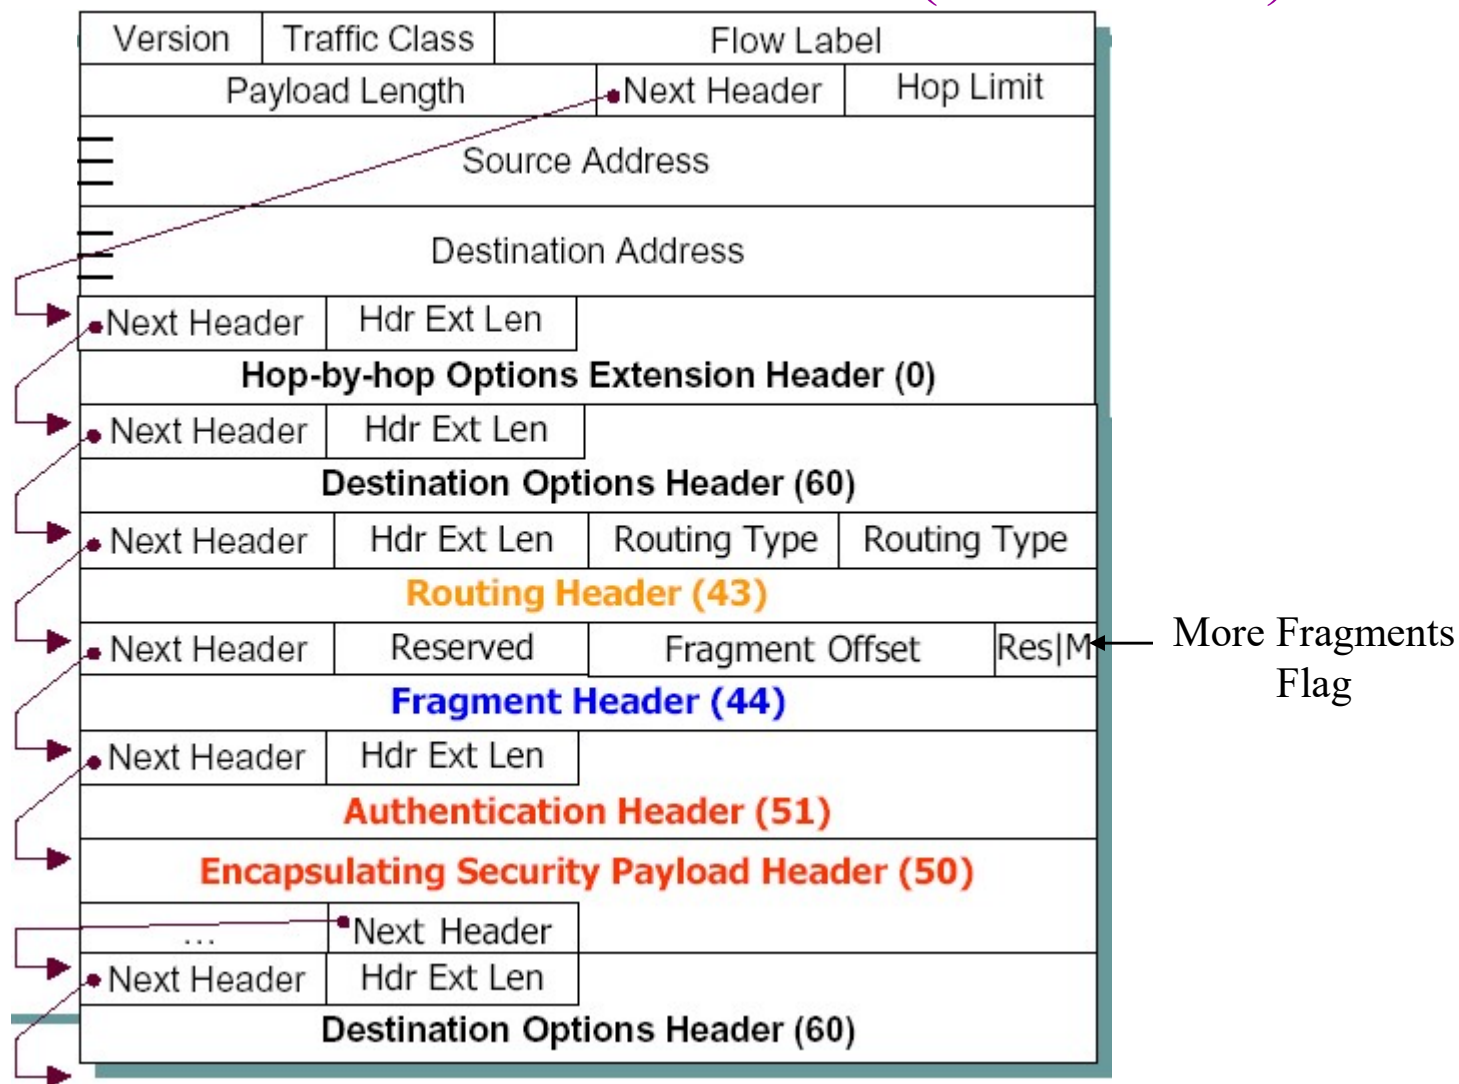 Version Traffic Class Flow Label
Payload Length Next Header Hop Limit
Source Address
Destination Address
Next Header Hdr Ext Len
Hop-by-hop Options Extension Header (0)
Next Header Hdr Ext Len
Destination Options Header (60)
Next Header Hdr Ext Len Routing Type Routing Type
Routing Header (43)
Next Header Reserved Fragment Offset Res|M More Fragments
Flag
Fragment Header (44)
Next Header Hdr Ext Len
Authentication Header (51)
Encapsulating Security Payload Header (50)
... Next Header
Next Header Hdr Ext Len
Destination Options Header (60)